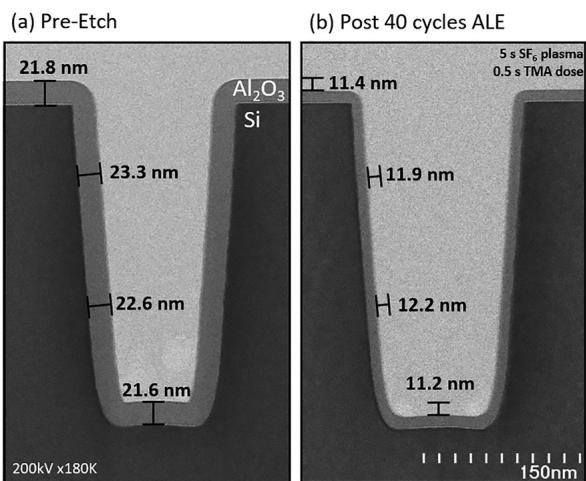 (a) Pre-Etch
21.8 nm
Al₂O₃
Si
23.3 nm
22.6 nm
21.6 nm
200kV x180K
(b) Post 40 cycles ALE
5 s SF₆ plasma
0.5 s TMA dose
11.4 nm
11.9 nm
12.2 nm
11.2 nm
150nm